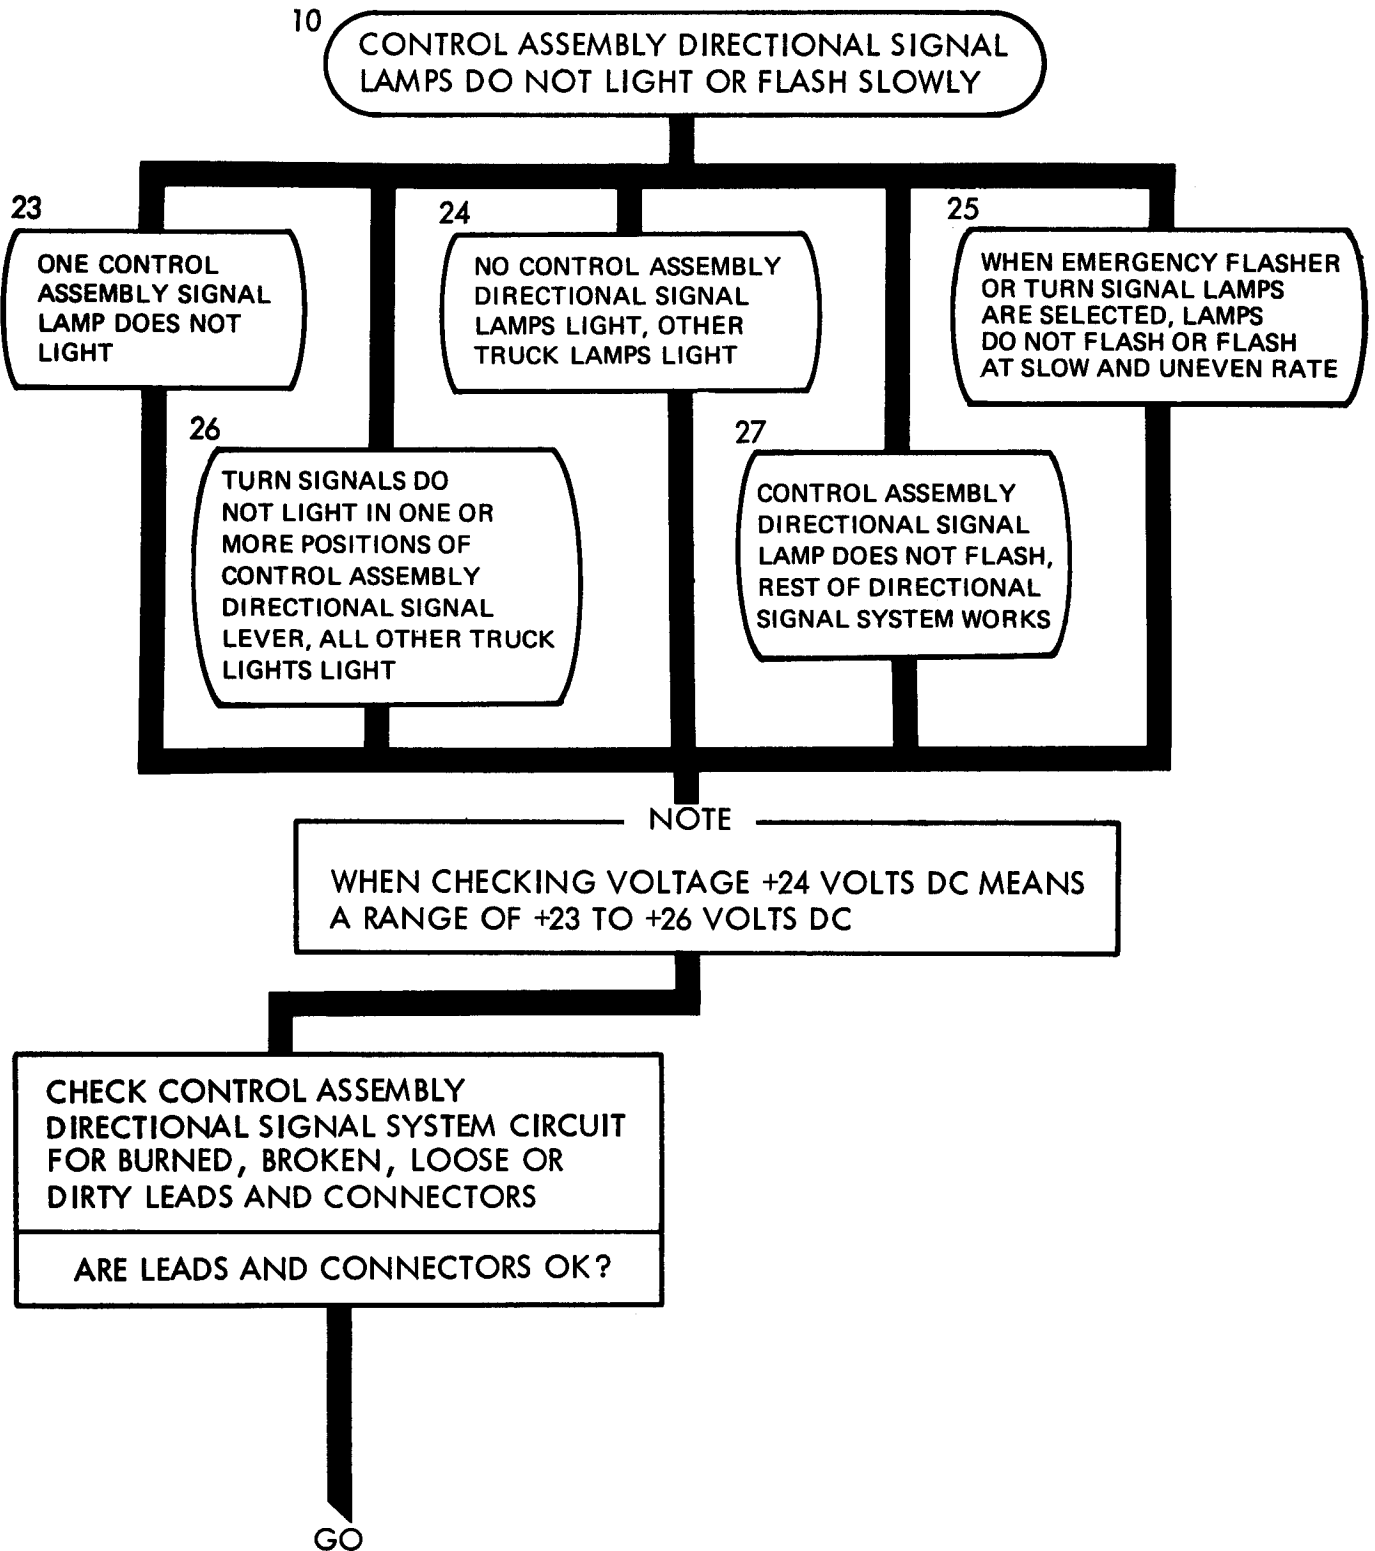 10
CONTROL ASSEMBLY DIRECTIONAL SIGNAL
LAMPS DO NOT LIGHT OR FLASH SLOWLY
23
ONE CONTROL
ASSEMBLY SIGNAL
LAMP DOES NOT
LIGHT
24
NO CONTROL ASSEMBLY
DIRECTIONAL SIGNAL
LAMPS LIGHT, OTHER
TRUCK LAMPS LIGHT
25
WHEN EMERGENCY FLASHER
OR TURN SIGNAL LAMPS
ARE SELECTED, LAMPS
DO NOT FLASH OR FLASH
AT SLOW AND UNEVEN RATE
26
TURN SIGNALS DO
NOT LIGHT IN ONE OR
MORE POSITIONS OF
CONTROL ASSEMBLY
DIRECTIONAL SIGNAL
LEVER, ALL OTHER TRUCK
LIGHTS LIGHT
27
CONTROL ASSEMBLY
DIRECTIONAL SIGNAL
LAMP DOES NOT FLASH,
REST OF DIRECTIONAL
SIGNAL SYSTEM WORKS
NOTE
WHEN CHECKING VOLTAGE +24 VOLTS DC MEANS
A RANGE OF +23 TO +26 VOLTS DC
CHECK CONTROL ASSEMBLY
DIRECTIONAL SIGNAL SYSTEM CIRCUIT
FOR BURNED, BROKEN, LOOSE OR
DIRTY LEADS AND CONNECTORS
ARE LEADS AND CONNECTORS OK?
GO